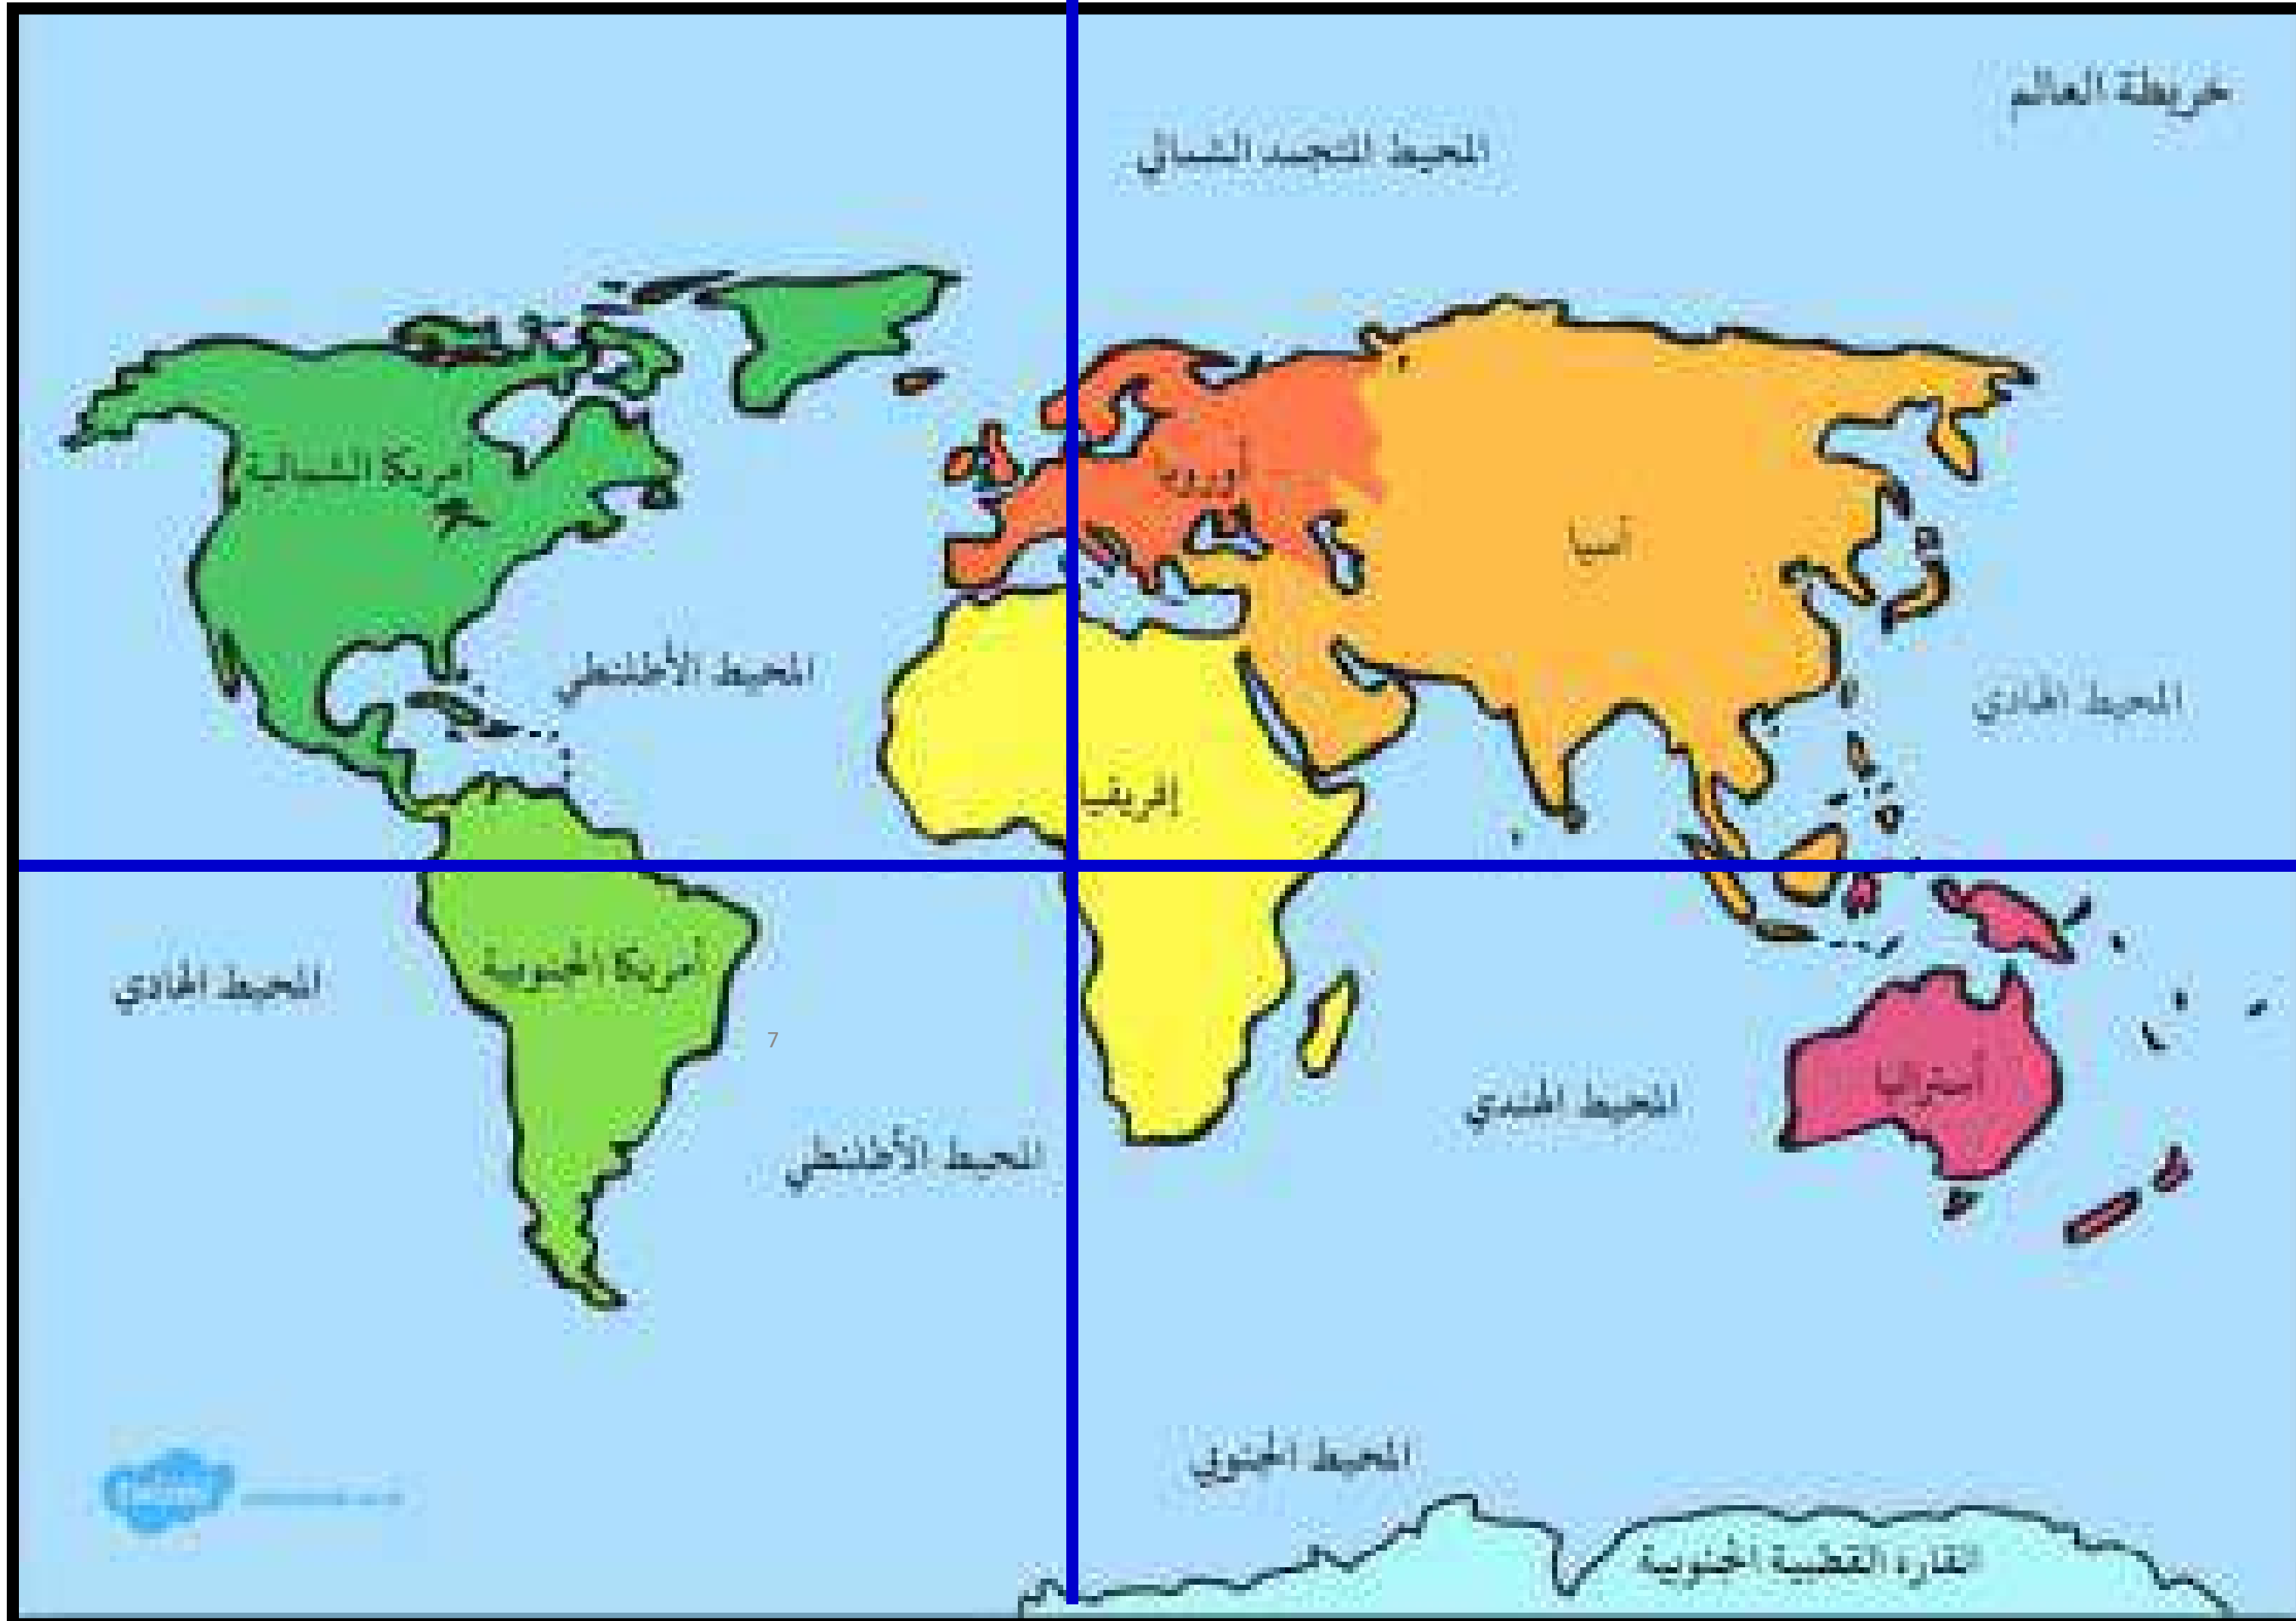 خريطة العالم
المحيط المتجمد الشمالي
أمريكا الشمالية
أوروبا
أسيا
المحيط الأطلنطي
المحيط الهادي
إفريقيا
أمريكا الجنوبية
المحيط الهادي
7
أستراليا
المحيط الهندي
المحيط الأطلنطي
المحيط الجنوبي
القارة القطبية الجنوبية